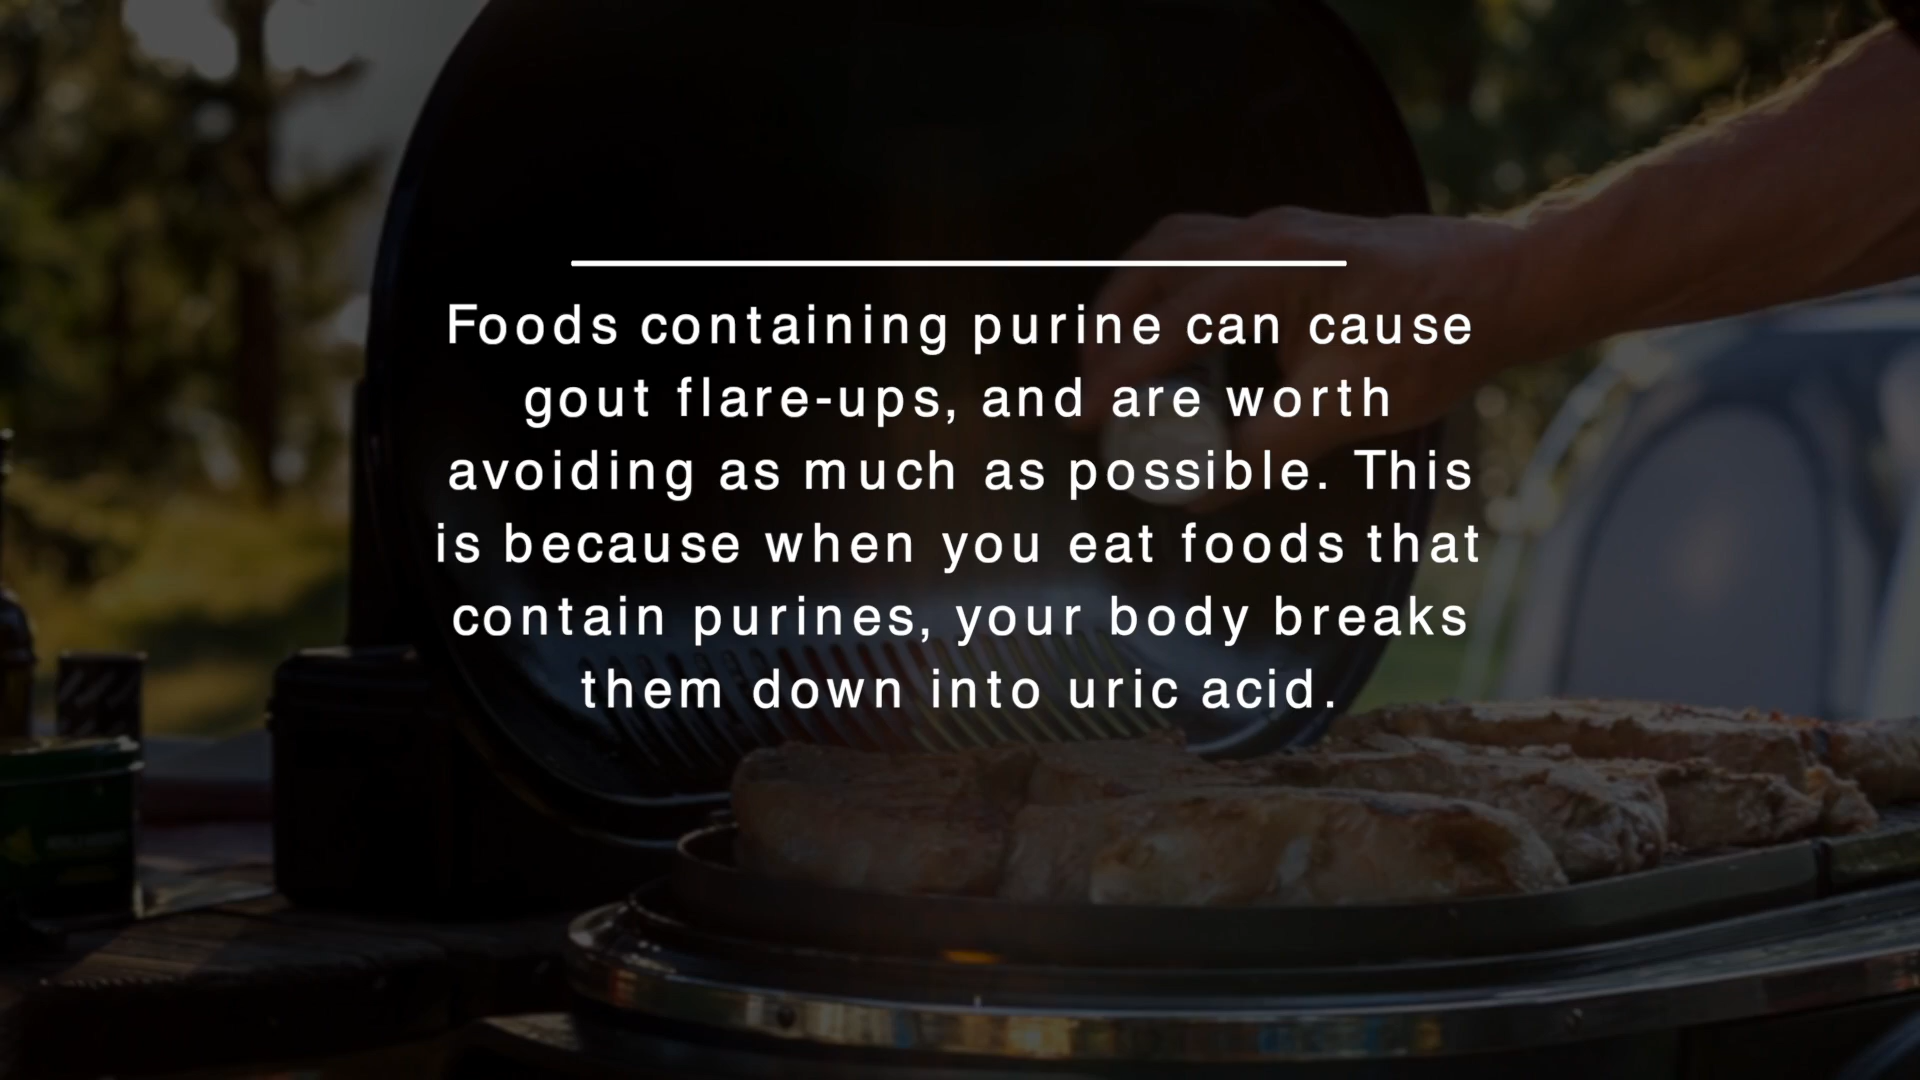 Foods containing purine can cause
gout flare-ups, and are worth
avoiding as much as possible. This
is because when you eat foods that
contain purines, your body breaks
them down into uric acid.